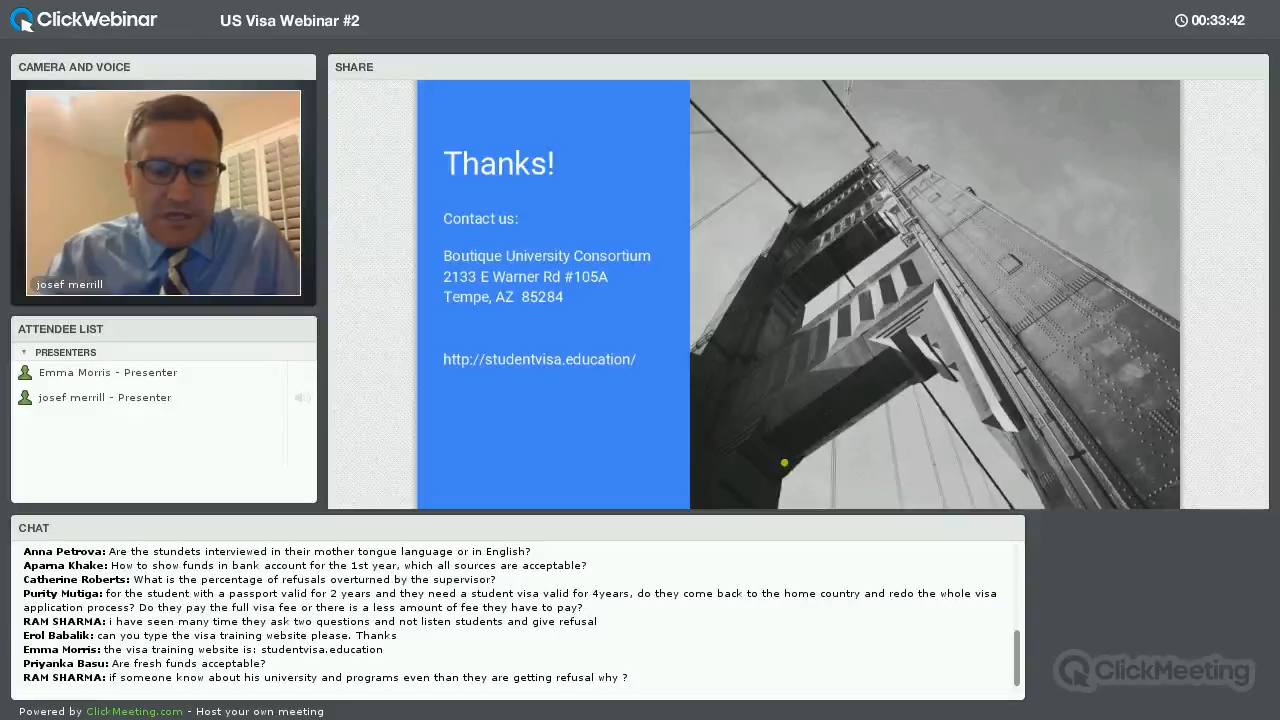 ClickWebinar
US Visa Webinar #2
00:33:42
CAMERA AND VOICE
josef merrill
SHARE
Thanks!
Contact us:
Boutique University Consortium
2133 E Warner Rd #105A
Tempe, AZ  85284
http://studentvisa.education/
ATTENDEE LIST
PRESENTERS
Emma Morris - Presenter
josef merrill - Presenter
CHAT
Anna Petrova: Are the stundets interviewed in their mother tongue language or in English?
Aparna Khake: How to show funds in bank account for the 1st year, which all sources are acceptable?
Catherine Roberts: What is the percentage of refusals overturned by the supervisor?
Purity Mutiga: for the student with a passport valid for 2 years and they need a student visa valid for 4years, do they come back to the home country and redo the whole visa
application process? Do they pay the full visa fee or there is a less amount of fee they have to pay?
RAM SHARMA: i have seen many time they ask two questions and not listen students and give refusal
Erol Babalik: can you type the visa training website please. Thanks
Emma Morris: the visa training website is: studentvisa.education
Priyanka Basu: Are fresh funds acceptable?
RAM SHARMA: if someone know about his university and programs even than they are getting refusal why ?
ClickMeeting
Powered by ClickMeeting.com - Host your own meeting